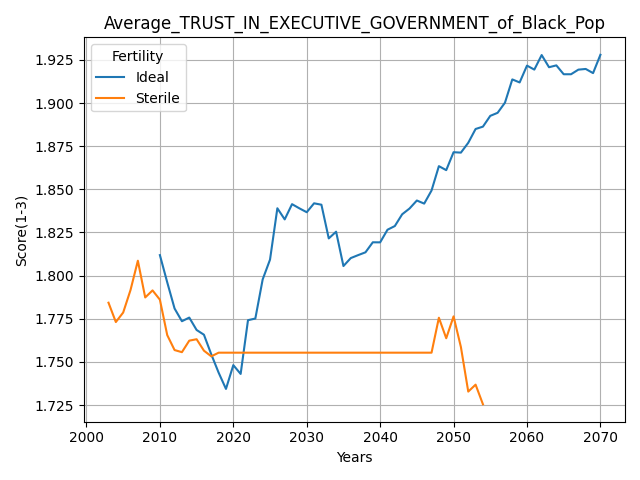 Average_TRUST_IN_EXECUTIVE_GOVERNMENT_of_Black_Pop
Fertility
Ideal
Sterile
1.925
1.900
1.875
1.850
1.825
1.800
1.775
1.750
1.725
Score(1-3)
2000 2010 2020 2030 2040 2050 2060 2070
Years